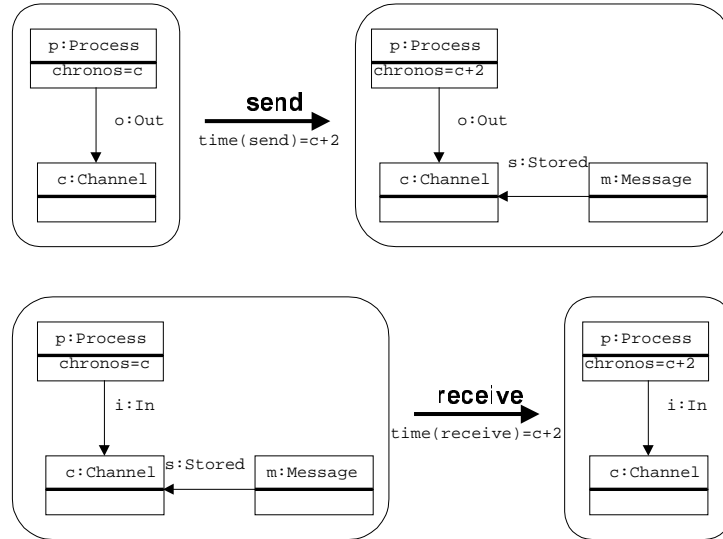 p:Process
chronos=c
o:Out
c:Channel
send
time(send)=c+2
p:Process
chronos=c+2
o:Out
s:Stored
c:Channel
m:Message
p:Process
chronos=c
i:In
c:Channel
s:Stored
m:Message
receive
time(receive)=c+2
p:Process
chronos=c+2
i:In
c:Channel